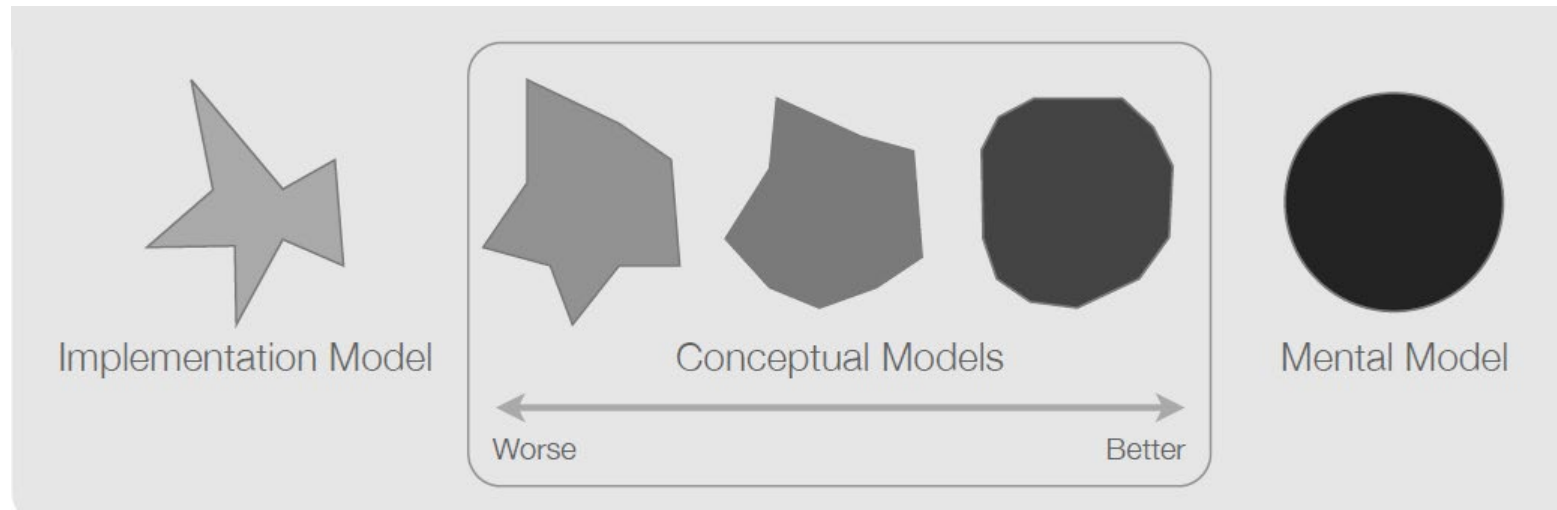 Implementation Model
Conceptual Models
Mental Model
Worse
Better